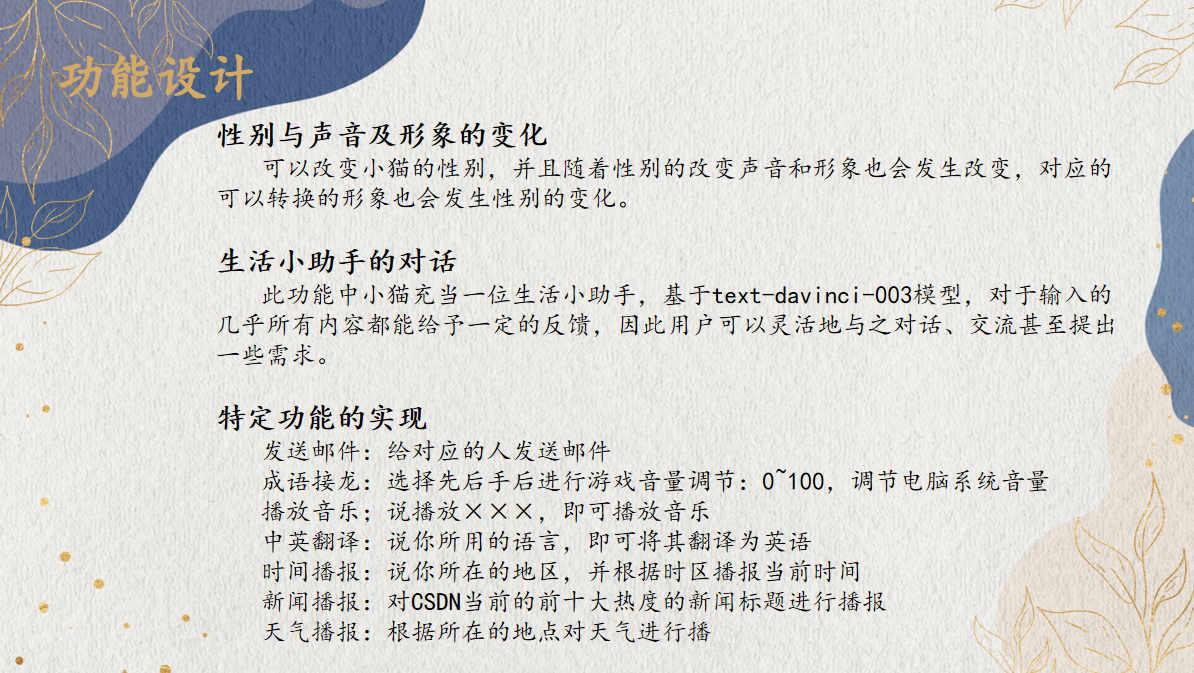 功能设计
性别与声音及形象的变化
可以改变小猫的性别，并且随着性别的改变声音和形象也会发生改变，对应的
可以转换的形象也会发生性别的变化。
生活小助手的对话
此功能中小猫充当一位生活小助手，基于text-davinci-003模型，对于输入的
几乎所有内容都能给予一定的反馈，因此用户可以灵活地与之对话、交流甚至提出
一些需求。
特定功能的实现
发送邮件：给对应的人发送邮件
成语接龙：选择先后手后进行游戏音量调节：0~100，调节电脑系统音量
播放音乐；说播放×××，即可播放音乐
中英翻译：说你所用的语言，即可将其翻译为英语
时间播报：说你所在的地区，并根据时区播报当前时间
新闻播报：对CSDN当前的前十大热度的新闻标题进行播报
天气播报：根据所在的地点对天气进行播